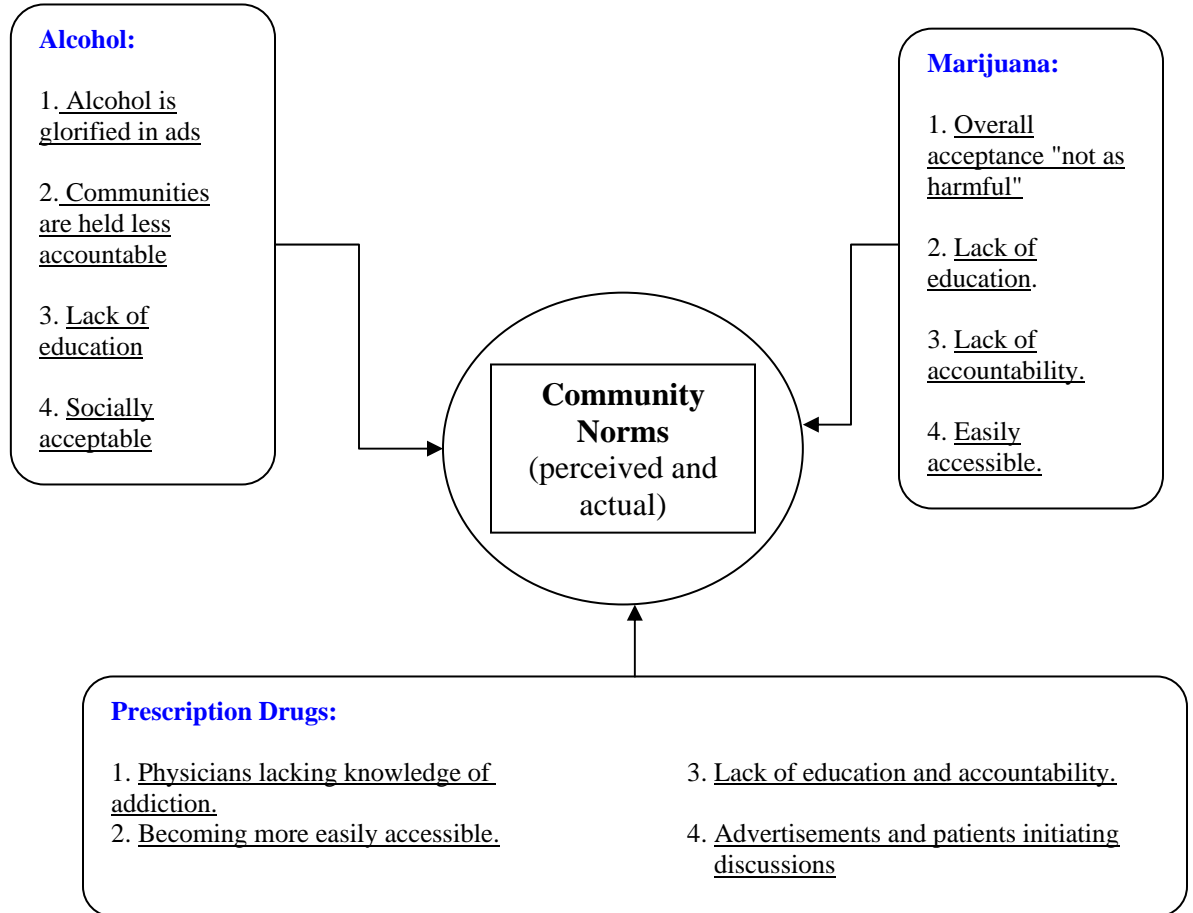 Alcohol:
1. Alcohol is
glorified in ads
2. Communities
are held less
accountable
3. Lack of
education
4. Socially
acceptable
Marijuana:
1. Overall
acceptance "not as
harmful"
2. Lack of
education.
3. Lack of
accountability.
4. Easily
accessible.
Community
Norms
(perceived and
actual)
Prescription Drugs:
1. Physicians lacking knowledge of
addiction.
2. Becoming more easily accessible.
3. Lack of education and accountability.
4. Advertisements and patients initiating
discussions